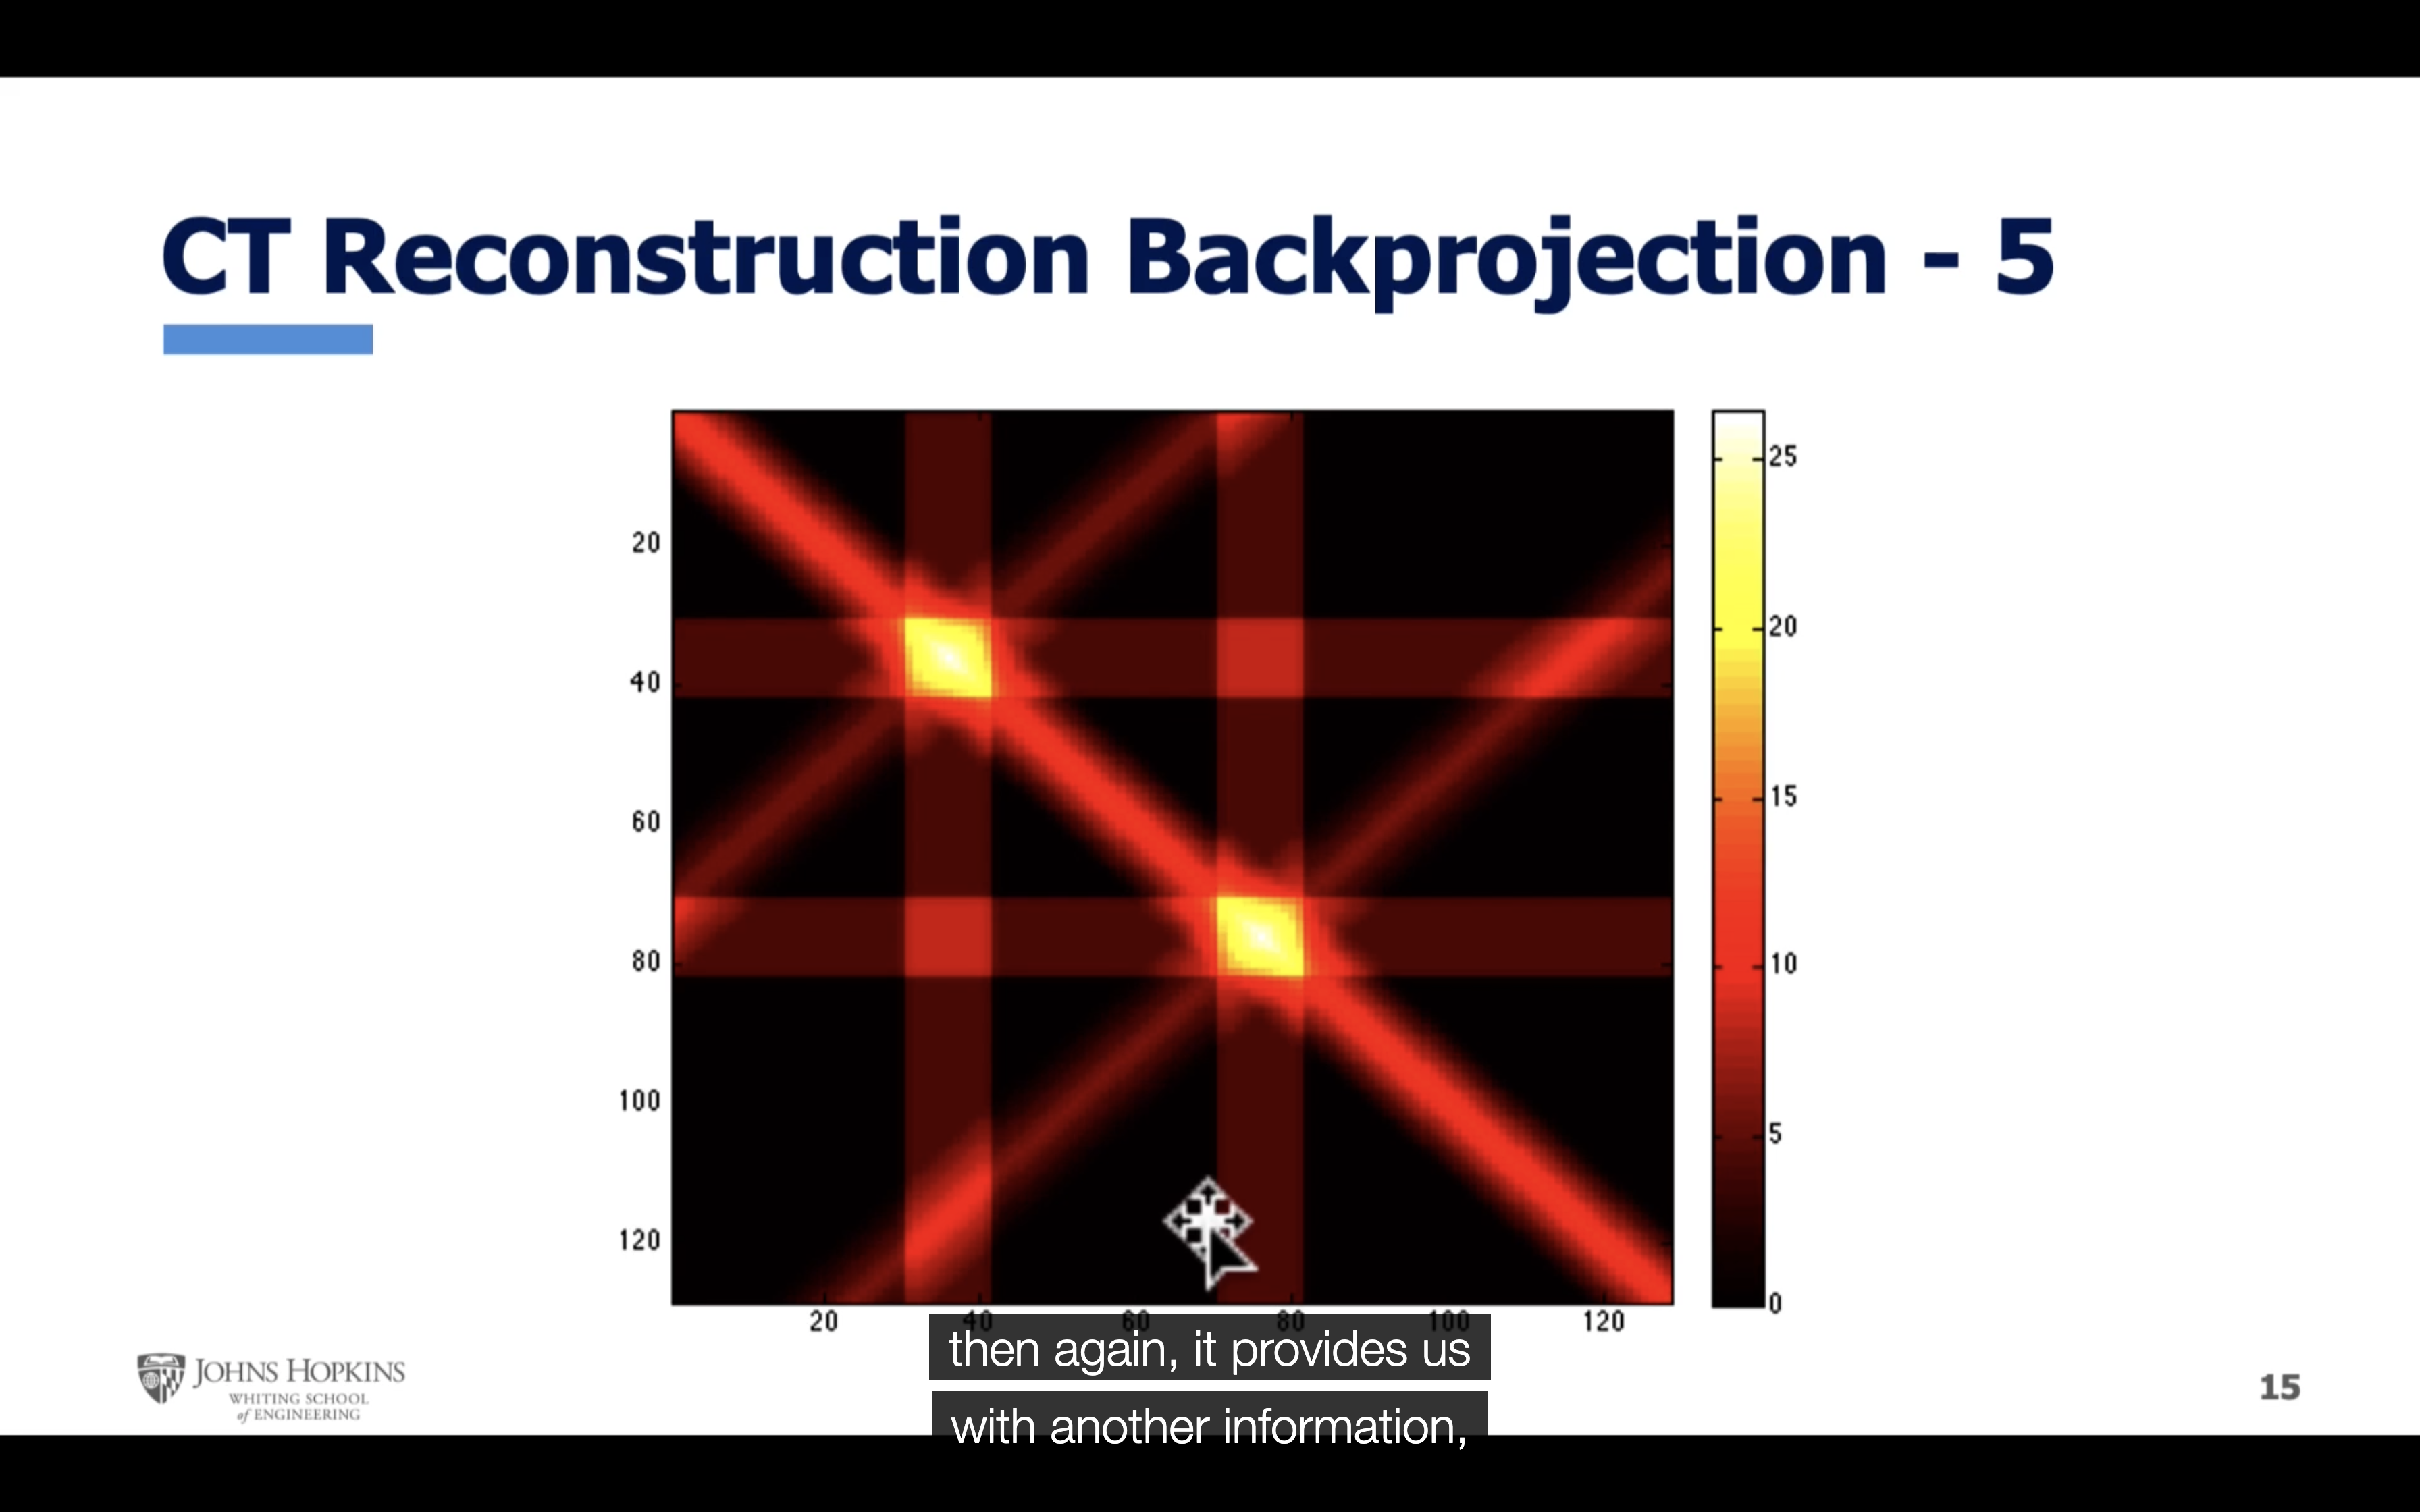 CT Reconstruction Backprojection - 5
25
20
20
40
15
60
10
80
100
5
120
0
20 40 60 80 100 120
then again, it provides us
with another information,
JOHNS HOPKINS
WHITING SCHOOL
of ENGINEERING
15